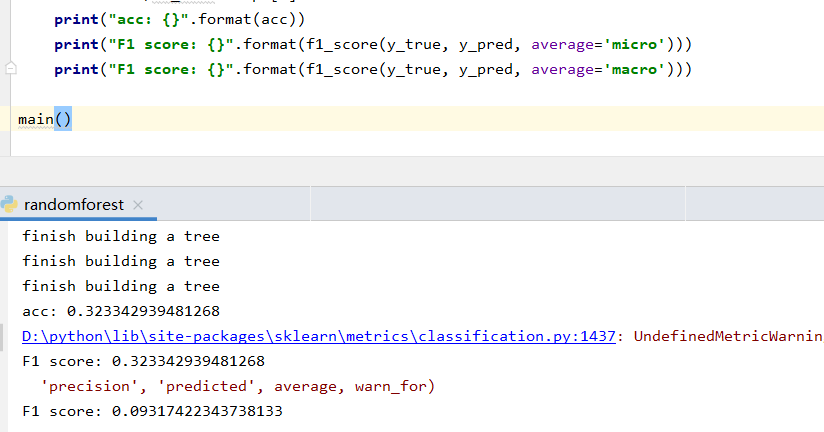 print("acc: {}".format(acc))
print("F1 score: {}".format(f1_score(y_true, y_pred, average='micro')))
print("F1 score: {}".format(f1_score(y_true, y_pred, average='macro')))
main()
randomforest ×
finish building a tree
finish building a tree
finish building a tree
acc: 0.323342939481268
D:\python\lib\site-packages\sklearn\metrics\classification.py:1437: UndefinedMetricWarnin
F1 score: 0.323342939481268
'precision', 'predicted', average, warn_for)
F1 score: 0.09317422343738133